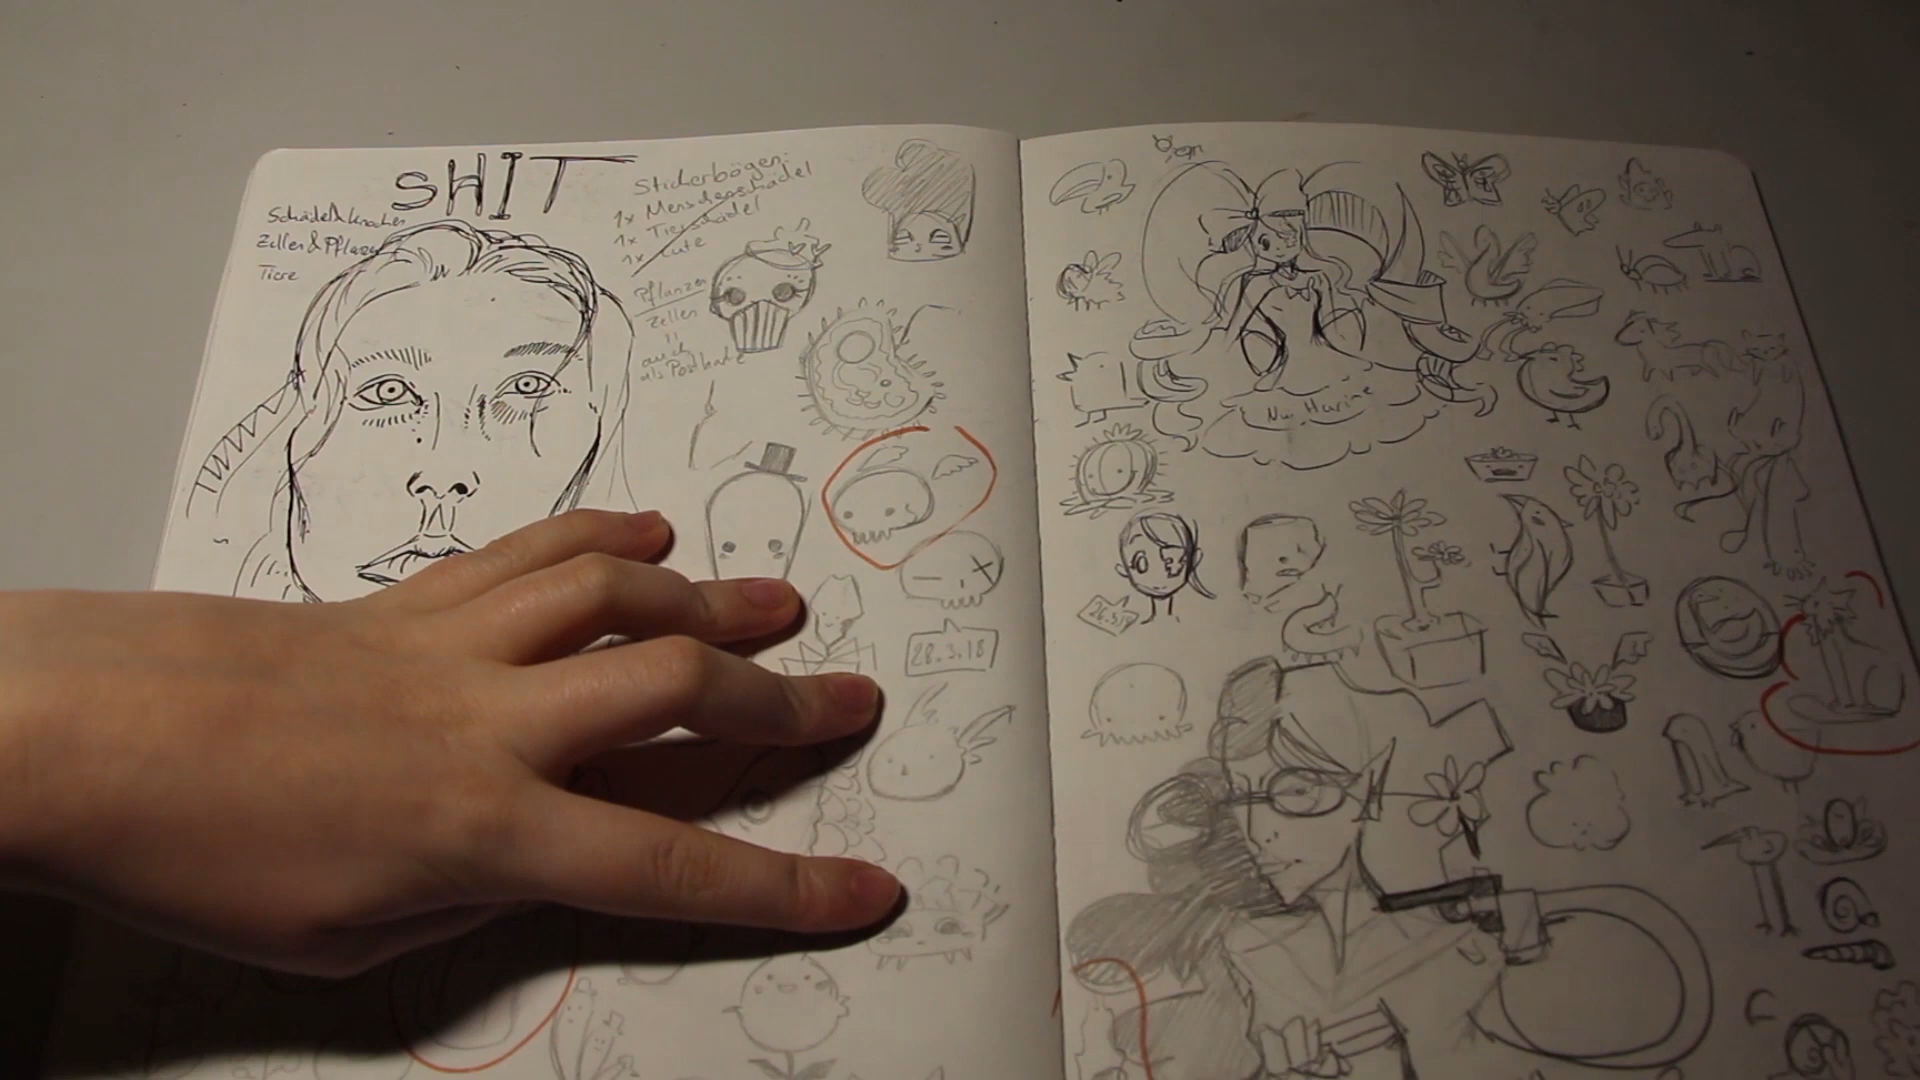 SHIT
Schädel & Knochen
Zellen & Pflanzen
Tiere
Stickerbögen:
1x Menschenschädel
1x Tierschädel
1x Cute
Pflanzen
Zellen
auch
als Postkarte
28.3.18